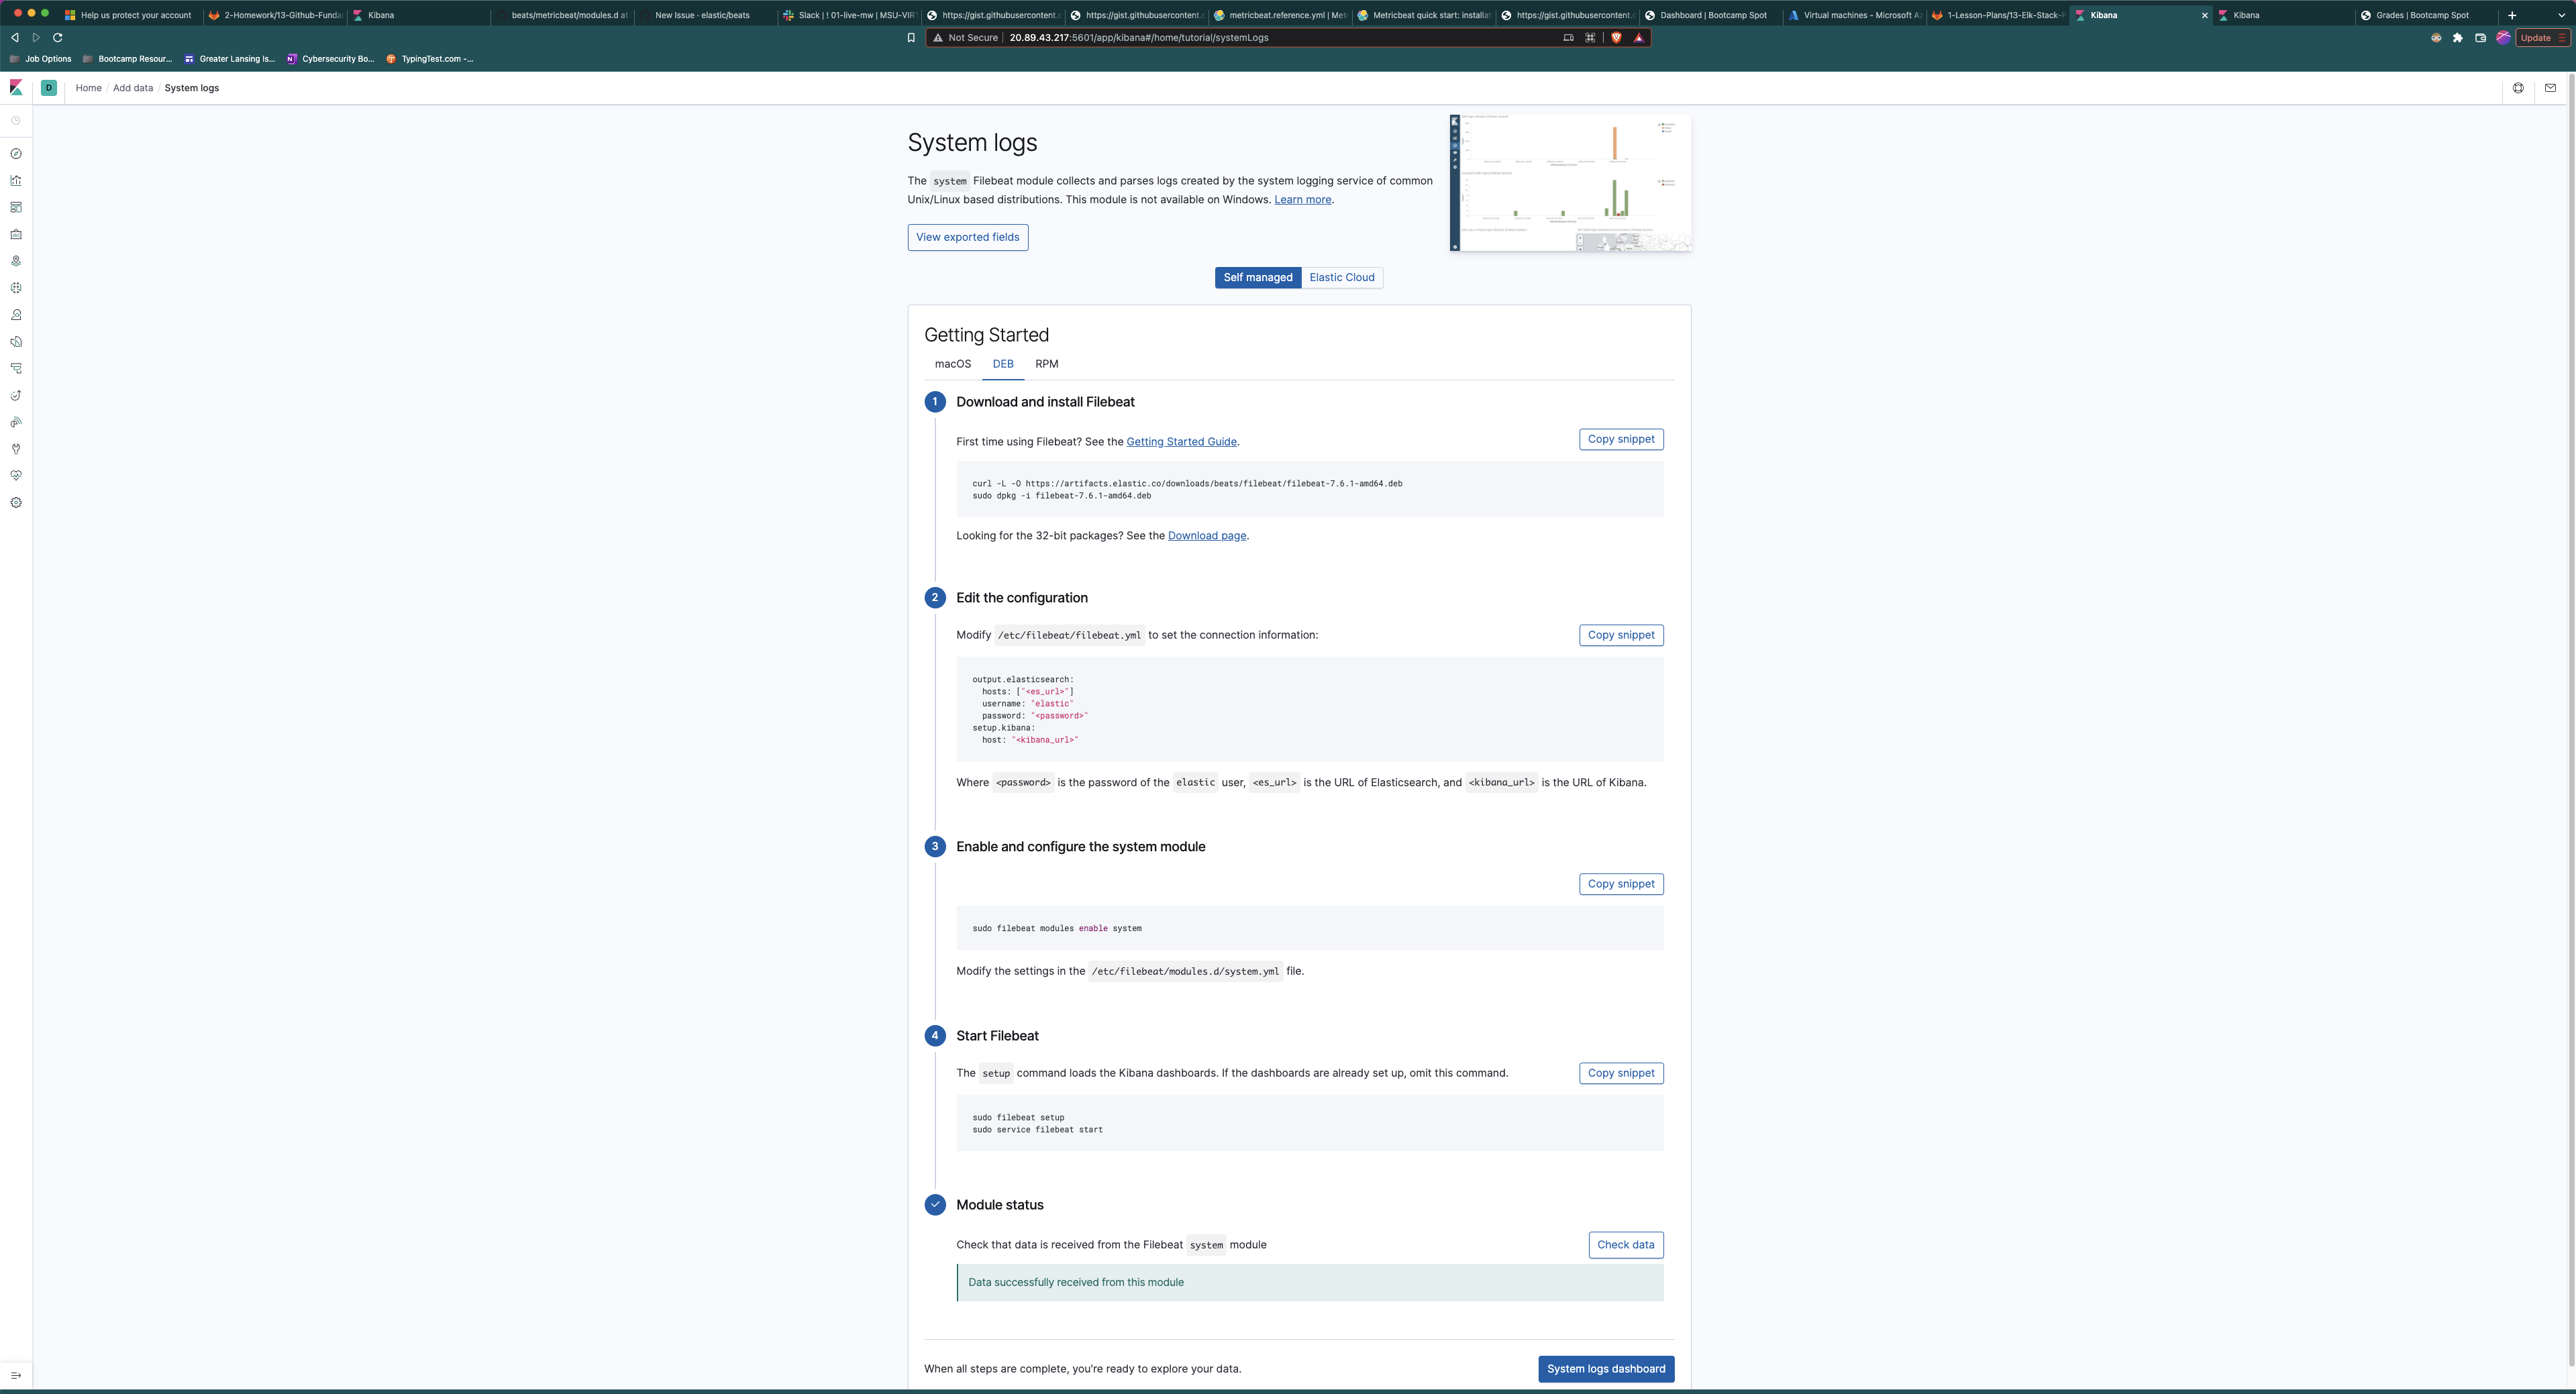 Help us protect your account
2-Homework/13-Github-Funda
Kibana
beats/metricbeat/modules.d at
New Issue · elastic/beats
Slack | ! 01-live-mw | MSU-VIR
https://gist.githubusercontent.c
https://gist.githubusercontent.c
metricbeat.reference.yml | Met
Metricbeat quick start: installat
https://gist.githubusercontent.c
Dashboard | Bootcamp Spot
Virtual machines - Microsoft A
1-Lesson-Plans/13-Elk-Stack-P
Kibana
Kibana
Grades | Bootcamp Spot
Not Secure 20.89.43.217:5601/app/kibana#/home/tutorial/systemLogs
Update
Job Options
Bootcamp Resour...
Greater Lansing Is...
Cybersecurity Bo...
TypingTest.com -...
D
Home / Add data / System logs
System logs
The system Filebeat module collects and parses logs created by the system logging service of common
Unix/Linux based distributions. This module is not available on Windows. Learn more.
View exported fields
Self managed
Elastic Cloud
Getting Started
macOS
DEB
RPM
1
Download and install Filebeat
First time using Filebeat? See the Getting Started Guide.
Copy snippet
curl -L -O https://artifacts.elastic.co/downloads/beats/filebeat/filebeat-7.6.1-amd64.deb
sudo dpkg -i filebeat-7.6.1-amd64.deb
Looking for the 32-bit packages? See the Download page.
2
Edit the configuration
Modify /etc/filebeat/filebeat.yml to set the connection information:
Copy snippet
output.elasticsearch:
hosts: ["<es_url>"]
username: "elastic"
password: "<password>"
setup.kibana:
host: "<kibana_url>"
Where <password> is the password of the elastic user, <es_url> is the URL of Elasticsearch, and <kibana_url> is the URL of Kibana.
3
Enable and configure the system module
Copy snippet
sudo filebeat modules enable system
Modify the settings in the /etc/filebeat/modules.d/system.yml file.
4
Start Filebeat
The setup command loads the Kibana dashboards. If the dashboards are already set up, omit this command.
Copy snippet
sudo filebeat setup
sudo service filebeat start
Module status
Check that data is received from the Filebeat system module
Check data
Data successfully received from this module
When all steps are complete, you're ready to explore your data.
System logs dashboard